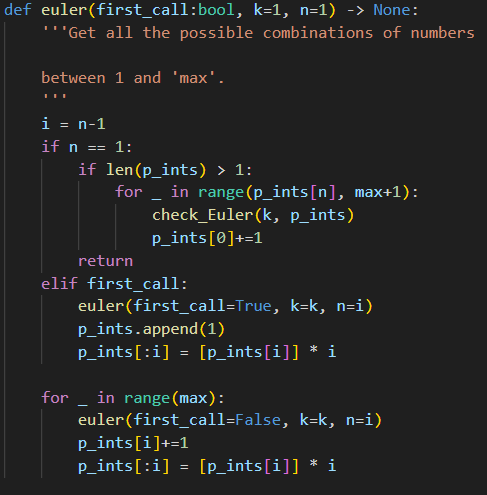 def euler(first_call:bool, k=1, n=1) -> None:
    '''Get all the possible combinations of numbers

    between 1 and 'max'.
    '''
    i = n-1
    if n == 1:
        if len(p_ints) > 1:
            for _ in range(p_ints[n], max+1):
                check_Euler(k, p_ints)
                p_ints[0]+=1
        return
    elif first_call:
        euler(first_call=True, k=k, n=i)
        p_ints.append(1)
        p_ints[:i] = [p_ints[i]] * i

    for _ in range(max):
        euler(first_call=False, k=k, n=i)
        p_ints[i]+=1
        p_ints[:i] = [p_ints[i]] * i